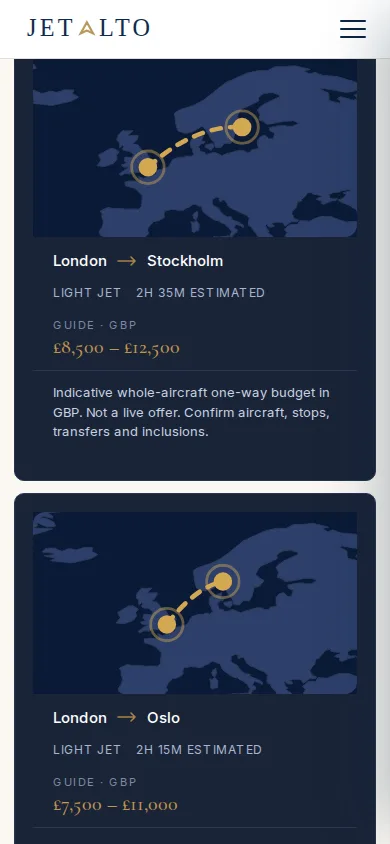 JET ALTO
London → Stockholm
LIGHT JET 2H 35M ESTIMATED
GUIDE · GBP
£8,500 – £12,500
Indicative whole-aircraft one-way budget in
GBP. Not a live offer. Confirm aircraft, stops,
transfers and inclusions.
London → Oslo
LIGHT JET 2H 15M ESTIMATED
GUIDE · GBP
£7,500 – £11,000